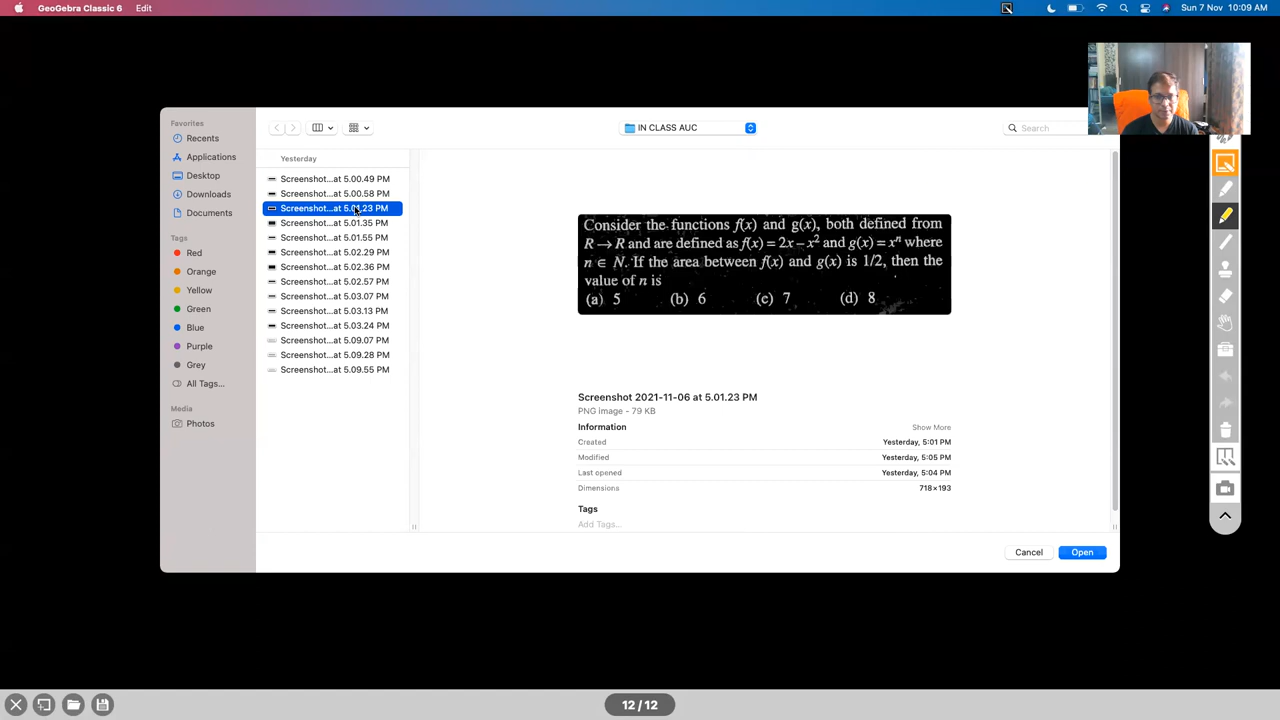 GeoGebra Classic 6 Edit Sun 7 Nov 10:09 AM
Favorites
Recents
Applications
Desktop
Downloads
Documents
Tags
Red
Orange
Yellow
Green
Blue
Purple
Grey
All Tags...
Media
Photos
IN CLASS AUC
Search
Yesterday
Screenshot...at 5.00.49 PM
Screenshot...at 5.00.58 PM
Screenshot...at 5.01.23 PM
Screenshot...at 5.01.35 PM
Screenshot...at 5.01.55 PM
Screenshot...at 5.02.29 PM
Screenshot...at 5.02.36 PM
Screenshot...at 5.02.57 PM
Screenshot...at 5.03.07 PM
Screenshot...at 5.03.13 PM
Screenshot...at 5.03.24 PM
Screenshot...at 5.09.07 PM
Screenshot...at 5.09.28 PM
Screenshot...at 5.09.55 PM
Consider the functions f(x) and g(x), both defined from
R → R and are defined as f(x) = 2x – x² and g(x) = xⁿ where
n ∈ N. If the area between f(x) and g(x) is 1/2, then the
value of n is
(a) 5 (b) 6 (c) 7 (d) 8
Screenshot 2021-11-06 at 5.01.23 PM
PNG image - 79 KB
Information Show More
Created Yesterday, 5:01 PM
Modified Yesterday, 5:05 PM
Last opened Yesterday, 5:04 PM
Dimensions 718×193
Tags
Add Tags...
Cancel Open
12 / 12